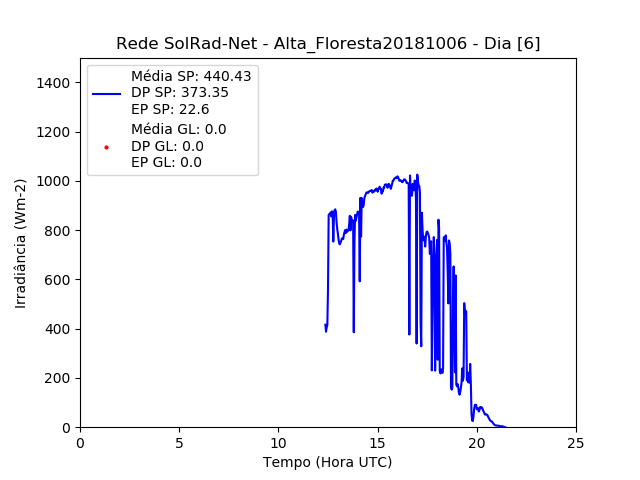 Rede SolRad-Net - Alta_Floresta20181006 - Dia [6]
Média SP: 440.43
DP SP: 373.35
EP SP: 22.6
Média GL: 0.0
DP GL: 0.0
EP GL: 0.0
1400
1200
1000
800
600
400
200
0
Irradiância (Wm-2)
0 5 10 15 20 25
Tempo (Hora UTC)